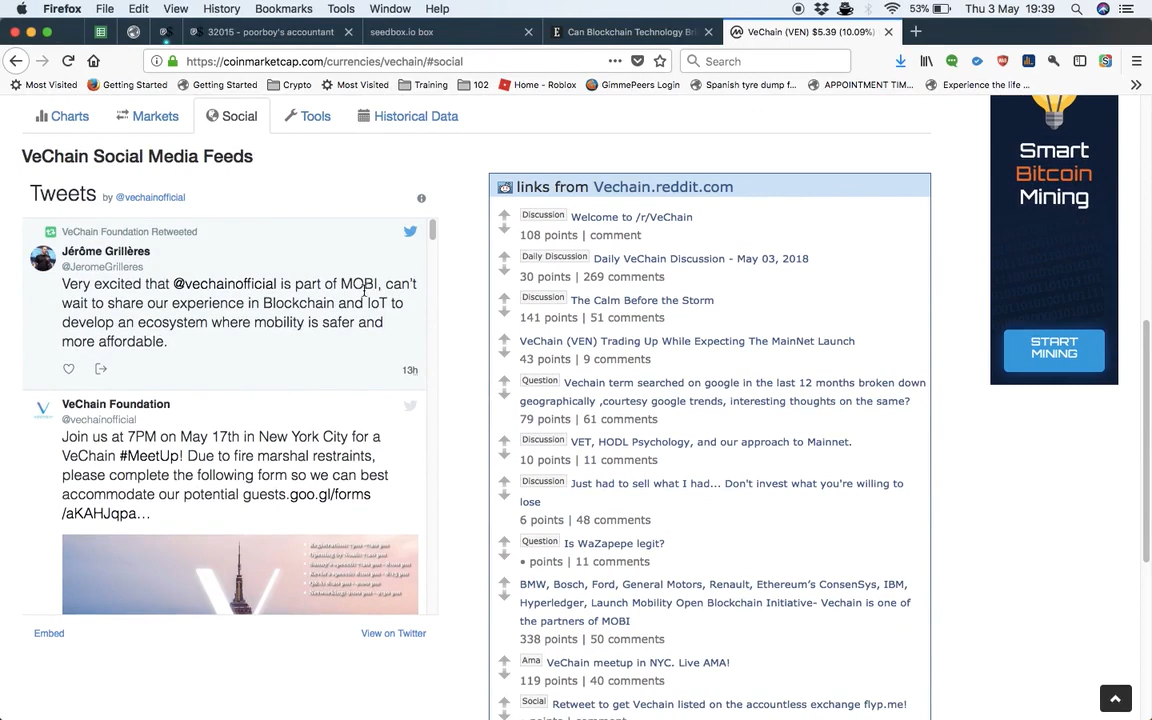 Firefox File Edit View History Bookmarks Tools Window Help
53% Thu 3 May 19:39
32015 - poorboy's accountant
seedbox.io box
Can Blockchain Technology Br
VeChain (VEN) $5.39 (10.09%)
https://coinmarketcap.com/currencies/vechain/#social
Search
Most Visited Getting Started Getting Started Crypto Most Visited Training 102 Home - Roblox GimmePeers Login Spanish tyre dump f... APPOINTMENT TIM... Experience the life ...
Charts Markets Social Tools Historical Data
VeChain Social Media Feeds
Tweets by @vechainofficial
VeChain Foundation Retweeted
Jérôme Grillères
@JeromeGrilleres
Very excited that @vechainofficial is part of MOBI, can't
wait to share our experience in Blockchain and IoT to
develop an ecosystem where mobility is safer and
more affordable.
13h
VeChain Foundation
@vechainofficial
Join us at 7PM on May 17th in New York City for a
VeChain #MeetUp! Due to fire marshal restraints,
please complete the following form so we can best
accommodate our potential guests.goo.gl/forms
/aKAHJqpa…
Embed
View on Twitter
links from Vechain.reddit.com
Discussion Welcome to /r/VeChain
108 points | comment
Daily Discussion Daily VeChain Discussion - May 03, 2018
30 points | 269 comments
Discussion The Calm Before the Storm
141 points | 51 comments
VeChain (VEN) Trading Up While Expecting The MainNet Launch
43 points | 9 comments
Question Vechain term searched on google in the last 12 months broken down
geographically ,courtesy google trends, interesting thoughts on the same?
79 points | 61 comments
Discussion VET, HODL Psychology, and our approach to Mainnet.
10 points | 11 comments
Discussion Just had to sell what I had... Don't invest what you're willing to
lose
6 points | 48 comments
Question Is WaZapepe legit?
• points | 11 comments
BMW, Bosch, Ford, General Motors, Renault, Ethereum's ConsenSys, IBM,
Hyperledger, Launch Mobility Open Blockchain Initiative- Vechain is one of
the partners of MOBI
338 points | 50 comments
Ama VeChain meetup in NYC. Live AMA!
119 points | 40 comments
Social Retweet to get Vechain listed on the accountless exchange flyp.me!
Smart
Bitcoin
Mining
START
MINING